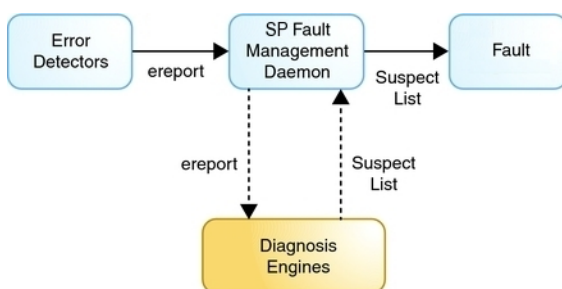 Error
Detectors
ereport
SP Fault
Management
Daemon
Suspect
List
Fault
ereport
Suspect
List
Diagnosis
Engines